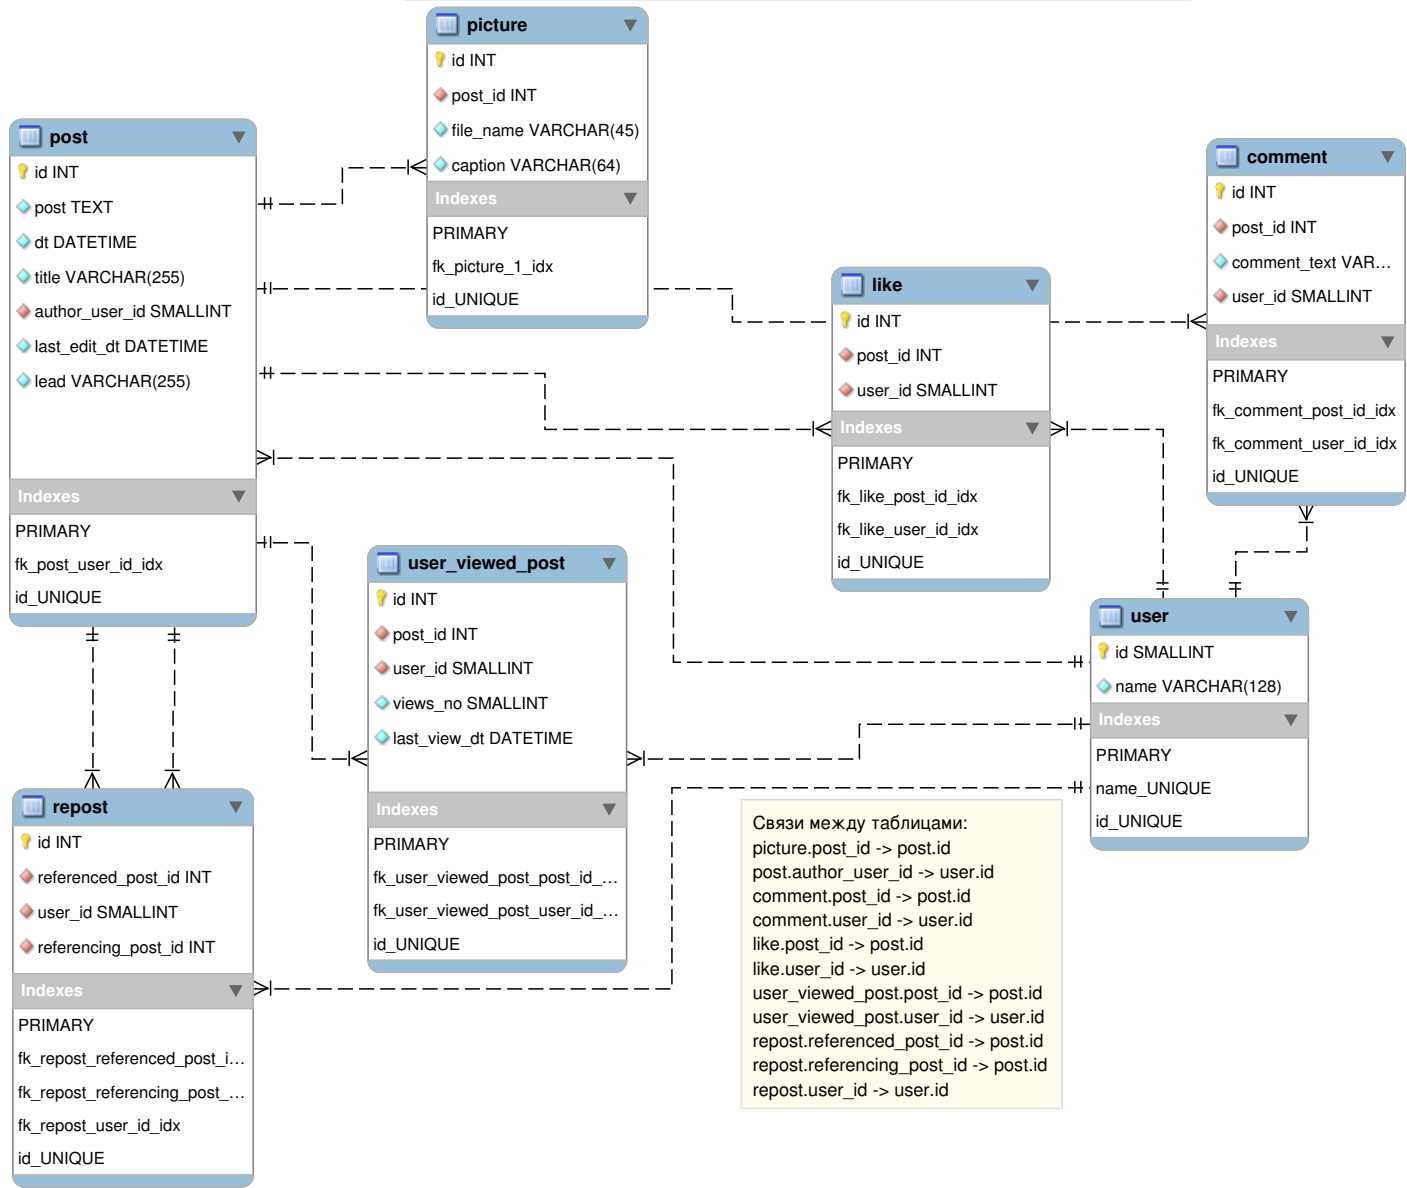 picture
id INT
post_id INT
file_name VARCHAR(45)
caption VARCHAR(64)
Indexes
PRIMARY
fk_picture_1_idx
id_UNIQUE
post
id INT
post TEXT
dt DATETIME
title VARCHAR(255)
author_user_id SMALLINT
last_edit_dt DATETIME
lead VARCHAR(255)
Indexes
PRIMARY
fk_post_user_id_idx
id_UNIQUE
comment
id INT
post_id INT
comment_text VAR...
user_id SMALLINT
Indexes
PRIMARY
fk_comment_post_id_idx
fk_comment_user_id_idx
id_UNIQUE
like
id INT
post_id INT
user_id SMALLINT
Indexes
PRIMARY
fk_like_post_id_idx
fk_like_user_id_idx
id_UNIQUE
user_viewed_post
id INT
post_id INT
user_id SMALLINT
views_no SMALLINT
last_view_dt DATETIME
Indexes
PRIMARY
fk_user_viewed_post_post_id_...
fk_user_viewed_post_user_id_...
id_UNIQUE
user
id SMALLINT
name VARCHAR(128)
Indexes
PRIMARY
name_UNIQUE
id_UNIQUE
repost
id INT
referenced_post_id INT
user_id SMALLINT
referencing_post_id INT
Indexes
PRIMARY
fk_repost_referenced_post_i...
fk_repost_referencing_post_...
fk_repost_user_id_idx
id_UNIQUE
Связи между таблицами:
picture.post_id -> post.id
post.author_user_id -> user.id
comment.post_id -> post.id
comment.user_id -> user.id
like.post_id -> post.id
like.user_id -> user.id
user_viewed_post.post_id -> post.id
user_viewed_post.user_id -> user.id
repost.referenced_post_id -> post.id
repost.referencing_post_id -> post.id
repost.user_id -> user.id